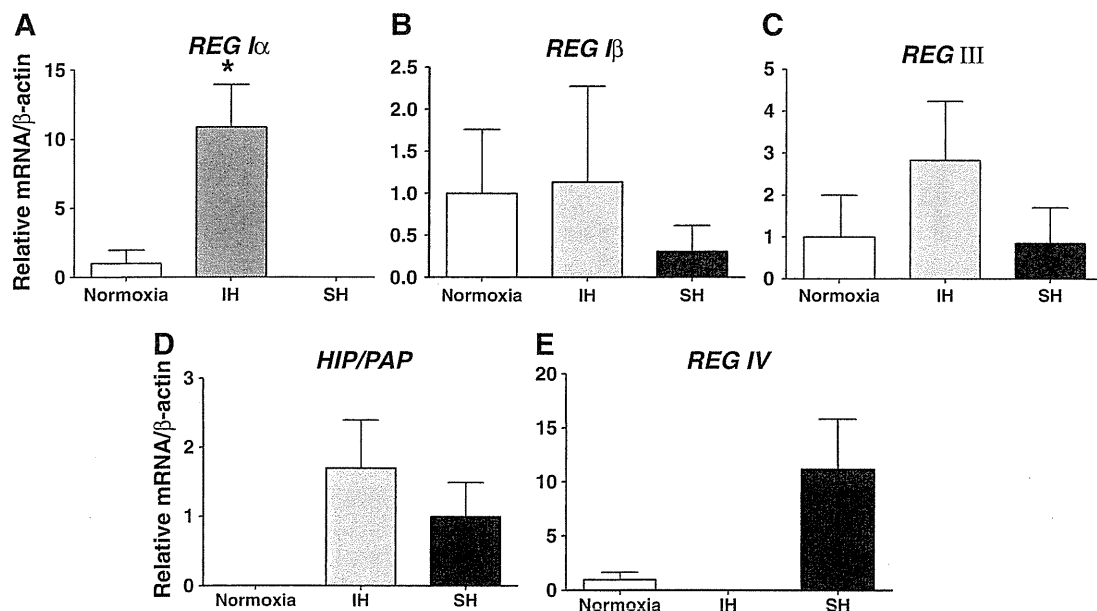 A
REG Iα
*
Relative mRNA/β-actin
15
10
5
0
Normoxia IH SH
B
REG Iβ
2.5
2.0
1.5
1.0
0.5
0.0
Normoxia IH SH
C
REG III
5
4
3
2
1
0
Normoxia IH SH
D
HIP/PAP
Relative mRNA/β-actin
3
2
1
0
Normoxia IH SH
E
REG IV
20
15
10
5
0
Normoxia IH SH